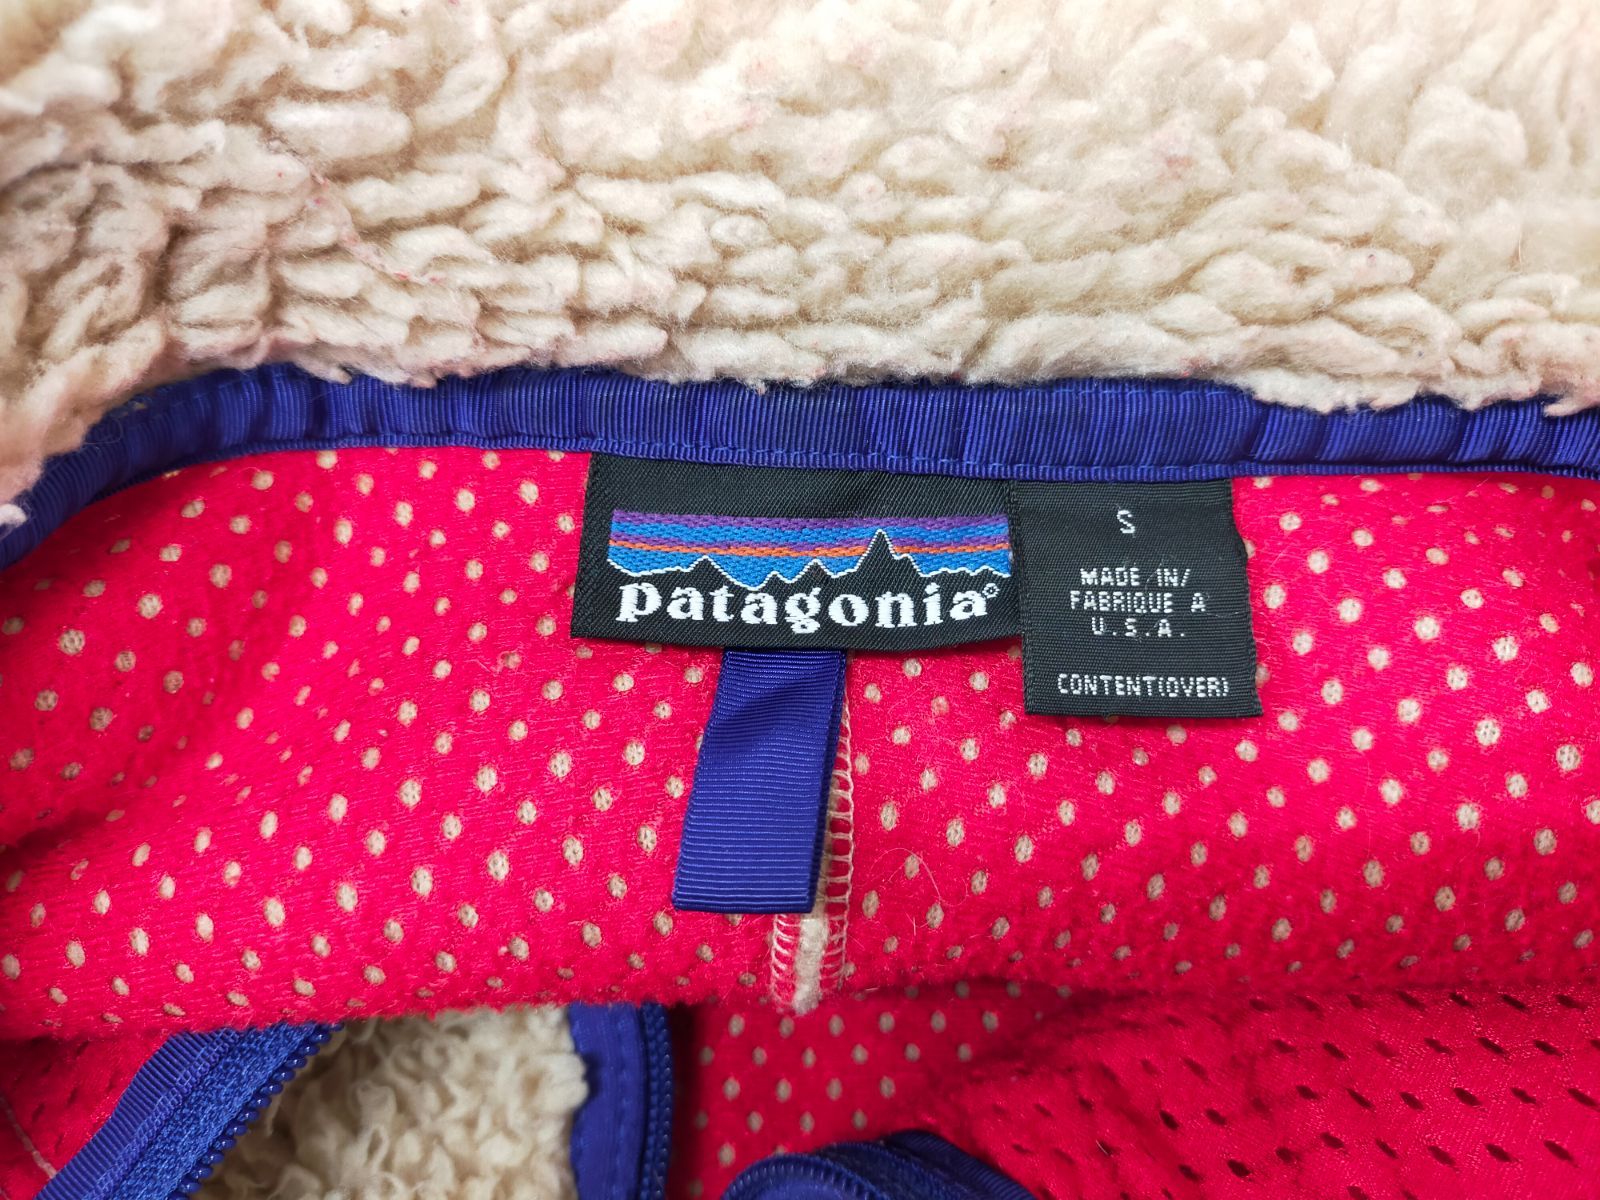 patagonia®
S
MADE IN/
FABRIQUE A
U.S.A.
CONTENT(OVER)